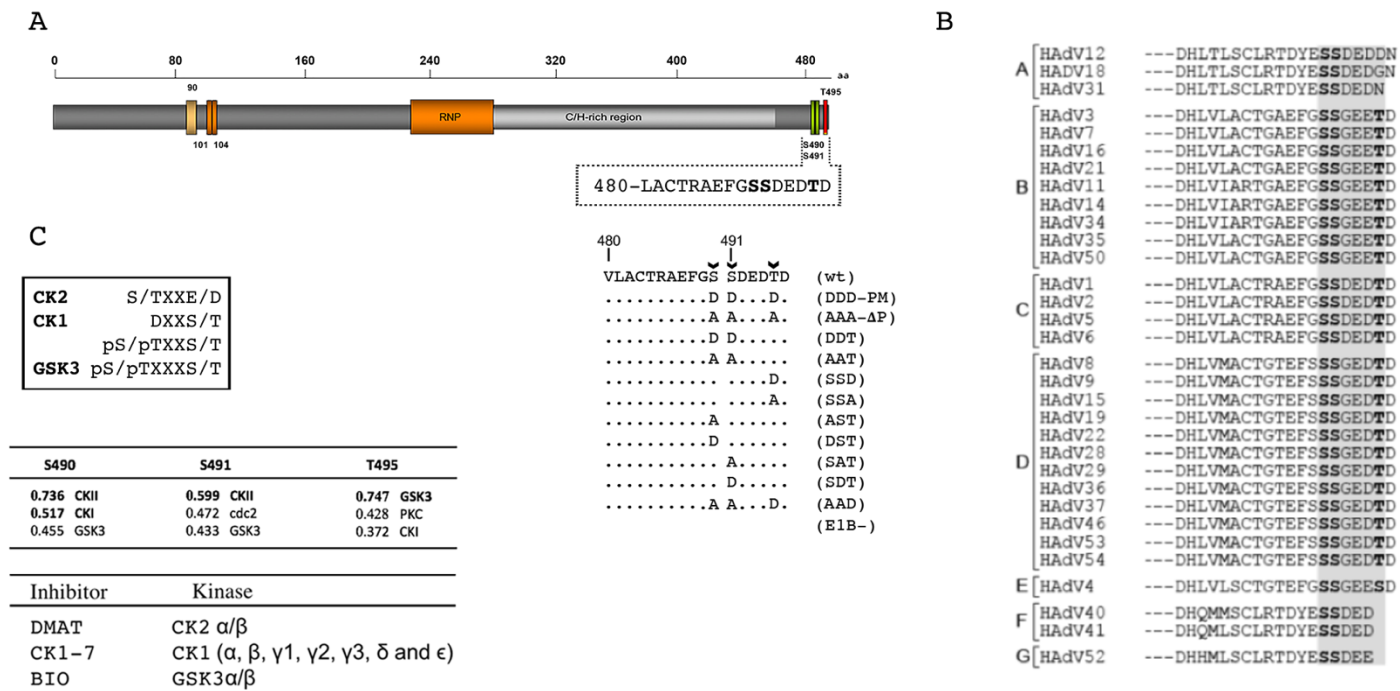 A
0 80 240 320 400 480 aa
90 T495
RNP C/H-rich region
101 104 S490
S491
480-LACTRAEFGSSDEDTD
B
A
HAdV12 ---DHLTLSCLRTDYESSDEDDN
HADV18 ---DHLTLSCLRTDYESSDEDGN
HAdV31 ---DHLTLSCLRTDYESSDEDN
B
HAdV3 ---DHLVLACTGAEFGSSGEETD
HAdV7 ---DHLVLACTGAEFGSSGEETD
HAdV16 ---DHLVLACTGAEFGSSGEETD
HAdV21 ---DHLVLACTGAEFGSSGEETD
HAdV11 ---DHLVIARTGAEFGSSGEETD
HAdV14 ---DHLVIARTGAEFGSSGEETD
HAdV34 ---DHLVIARTGAEFGSSGEETD
HAdV35 ---DHLVLACTGAEFGSSGEETD
HAdV50 ---DHLVLACTGAEFGSSGEETD
C
HAdV1 ---DHLVLACTRAEFGSSDEDTD
HAdV2 ---DHLVLACTRAEFGSSDEDTD
HAdV5 ---DHLVLACTRAEFGSSDEDTD
HAdV6 ---DHLVLACTRAEFGSSDEDTD
D
HAdV8 ---DHLVMACTGTEFSSSGEDTD
HAdV9 ---DHLVMACTGTEFSSSGEDTD
HAdV15 ---DHLVMACTGTEFSSSGEDTD
HAdV19 ---DHLVMACTGTEFSSSGEDTD
HAdV22 ---DHLVMACTGTEFSSSGEDTD
HAdV28 ---DHLVMACTGTEFSSSGEDTD
HAdV29 ---DHLVMACTGTEFSSSGEDTD
HAdV36 ---DHLVMACTGTEFSSSGEDTD
HAdV37 ---DHLVMACTGTEFSSSGEDTD
HAdV46 ---DHLVMACTGTEFSSSGEDTD
HAdV53 ---DHLVMACTGTEFSSSGEDTD
HAdV54 ---DHLVMACTGTEFSSSGEDTD
E HAdV4 ---DHLVLSCTGTEFGSSGEESD
F
HAdV40 ---DHQMMSCLRTDYESSDED
HAdV41 ---DHQMLSCLRTDYESSDED
G HAdV52 ---DHHMLSCLRTDYESSDEE
C
CK2 S/TXXE/D
CK1 DXXS/T
pS/pTXXS/T
GSK3 pS/pTXXXS/T
480 491
VLACTRAEFGS SDEDTD (wt)
..........D D...D. (DDD-PM)
..........A A...A. (AAA-ΔP)
..........D D..... (DDT)
..........A A..... (AAT)
.......... ....D. (SSD)
.......... ....A. (SSA)
..........A ...... (AST)
..........D ...... (DST)
........... A..... (SAT)
........... D..... (SDT)
..........A A...D. (AAD)
(E1B-)
S490 S491 T495
0.736 CKII 0.599 CKII 0.747 GSK3
0.517 CKI 0.472 cdc2 0.428 PKC
0.455 GSK3 0.433 GSK3 0.372 CKI
Inhibitor Kinase
DMAT CK2 α/β
CK1-7 CK1 (α, β, γ1, γ2, γ3, δ and ϵ)
BIO GSK3α/β